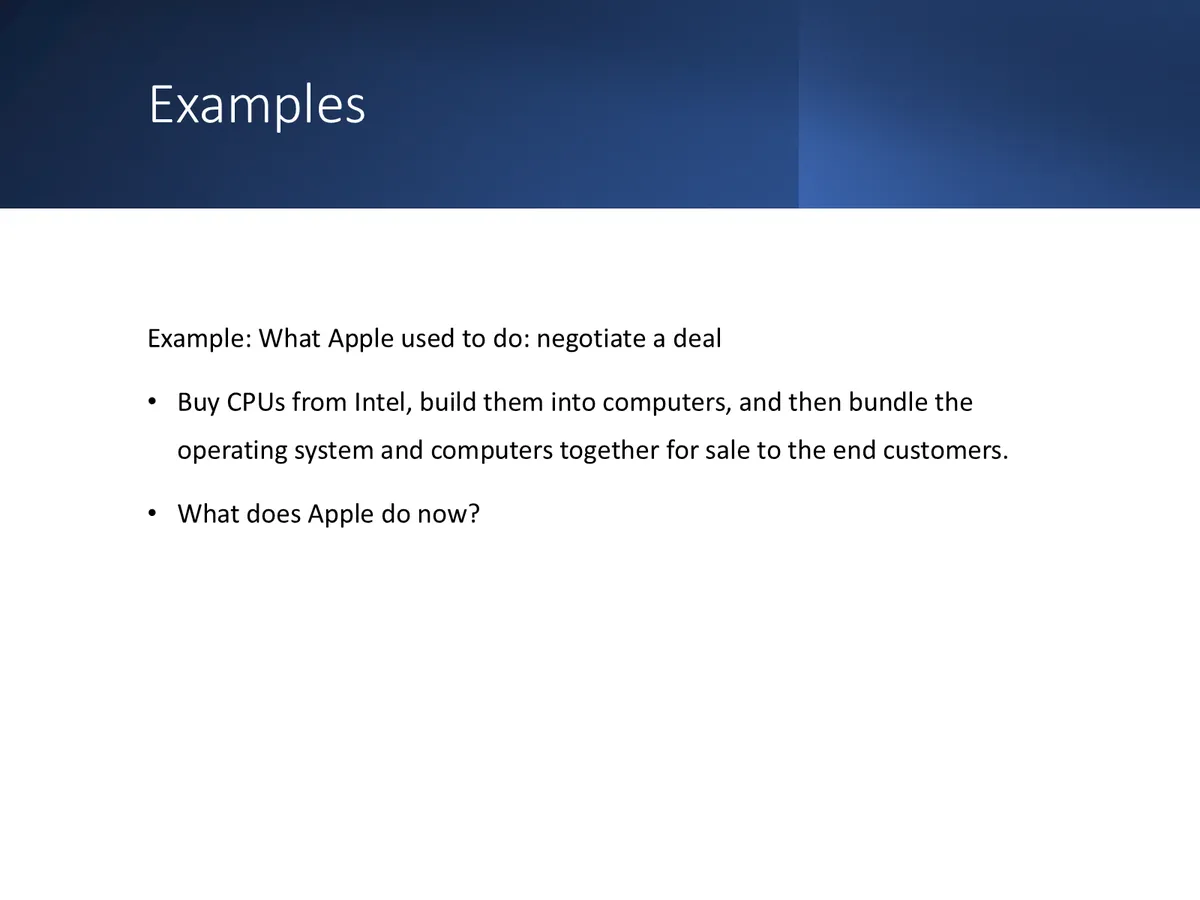 Examples
Example: What Apple used to do: negotiate a deal
• Buy CPUs from Intel, build them into computers, and then bundle the
operating system and computers together for sale to the end customers.
• What does Apple do now?